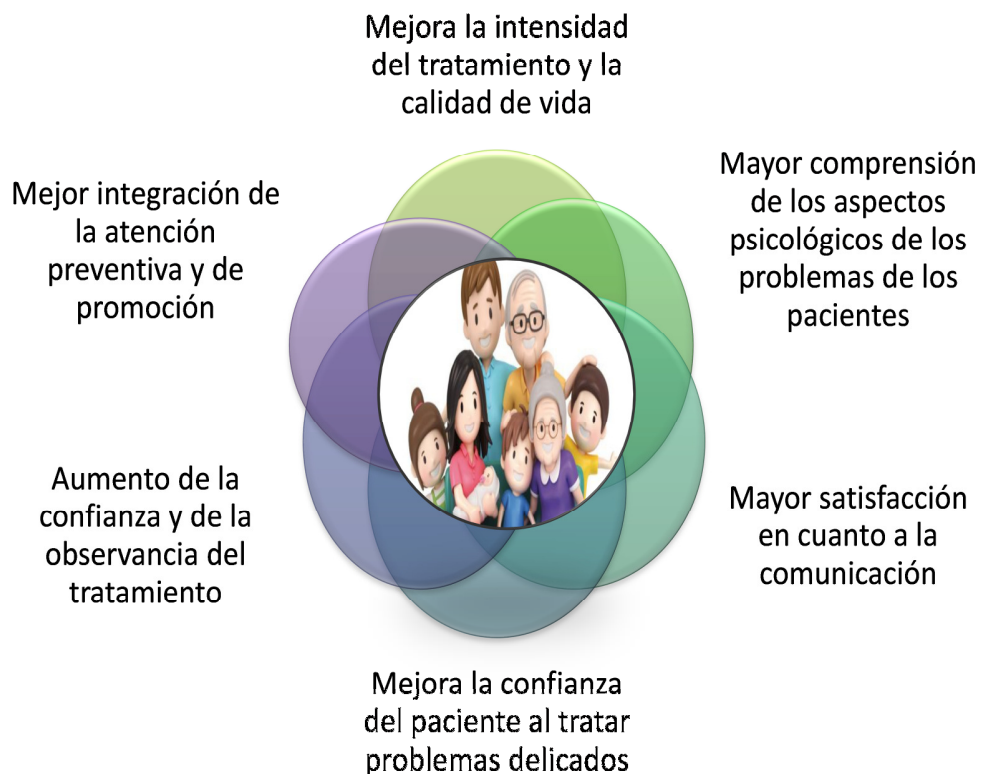 Mejora la intensidad
del tratamiento y la
calidad de vida
Mayor comprensión
de los aspectos
psicológicos de los
problemas de los
pacientes
Mayor satisfacción
en cuanto a la
comunicación
Mejora la confianza
del paciente al tratar
problemas delicados
Aumento de la
confianza y de la
observancia del
tratamiento
Mejor integración de
la atención
preventiva y de
promoción